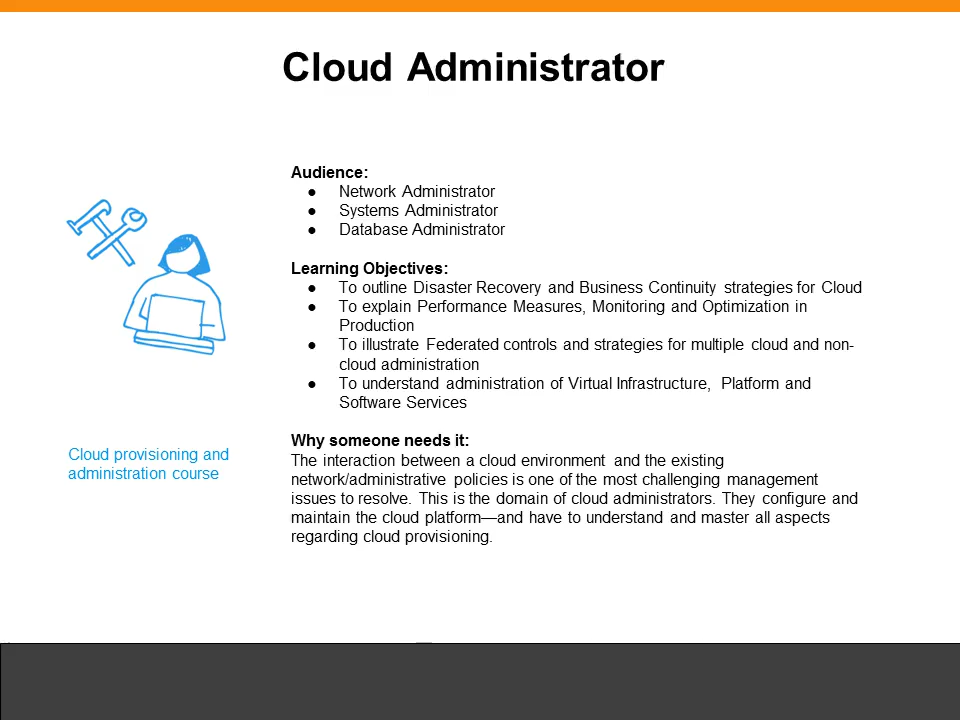 Cloud Administrator
Audience:
● Network Administrator
● Systems Administrator
● Database Administrator
Learning Objectives:
● To outline Disaster Recovery and Business Continuity strategies for Cloud
● To explain Performance Measures, Monitoring and Optimization in
Production
● To illustrate Federated controls and strategies for multiple cloud and non-
cloud administration
● To understand administration of Virtual Infrastructure, Platform and
Software Services
Why someone needs it:
The interaction between a cloud environment and the existing
network/administrative policies is one of the most challenging management
issues to resolve. This is the domain of cloud administrators. They configure and
maintain the cloud platform—and have to understand and master all aspects
regarding cloud provisioning.
Cloud provisioning and
administration course